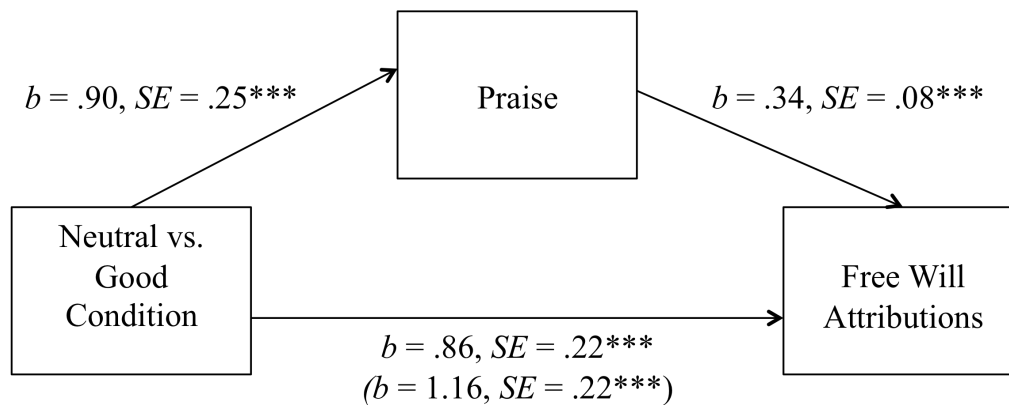 b = .90, SE = .25***
Praise
b = .34, SE = .08***
Neutral vs.
Good
Condition
Free Will
Attributions
b = .86, SE = .22***
(b = 1.16, SE = .22***)